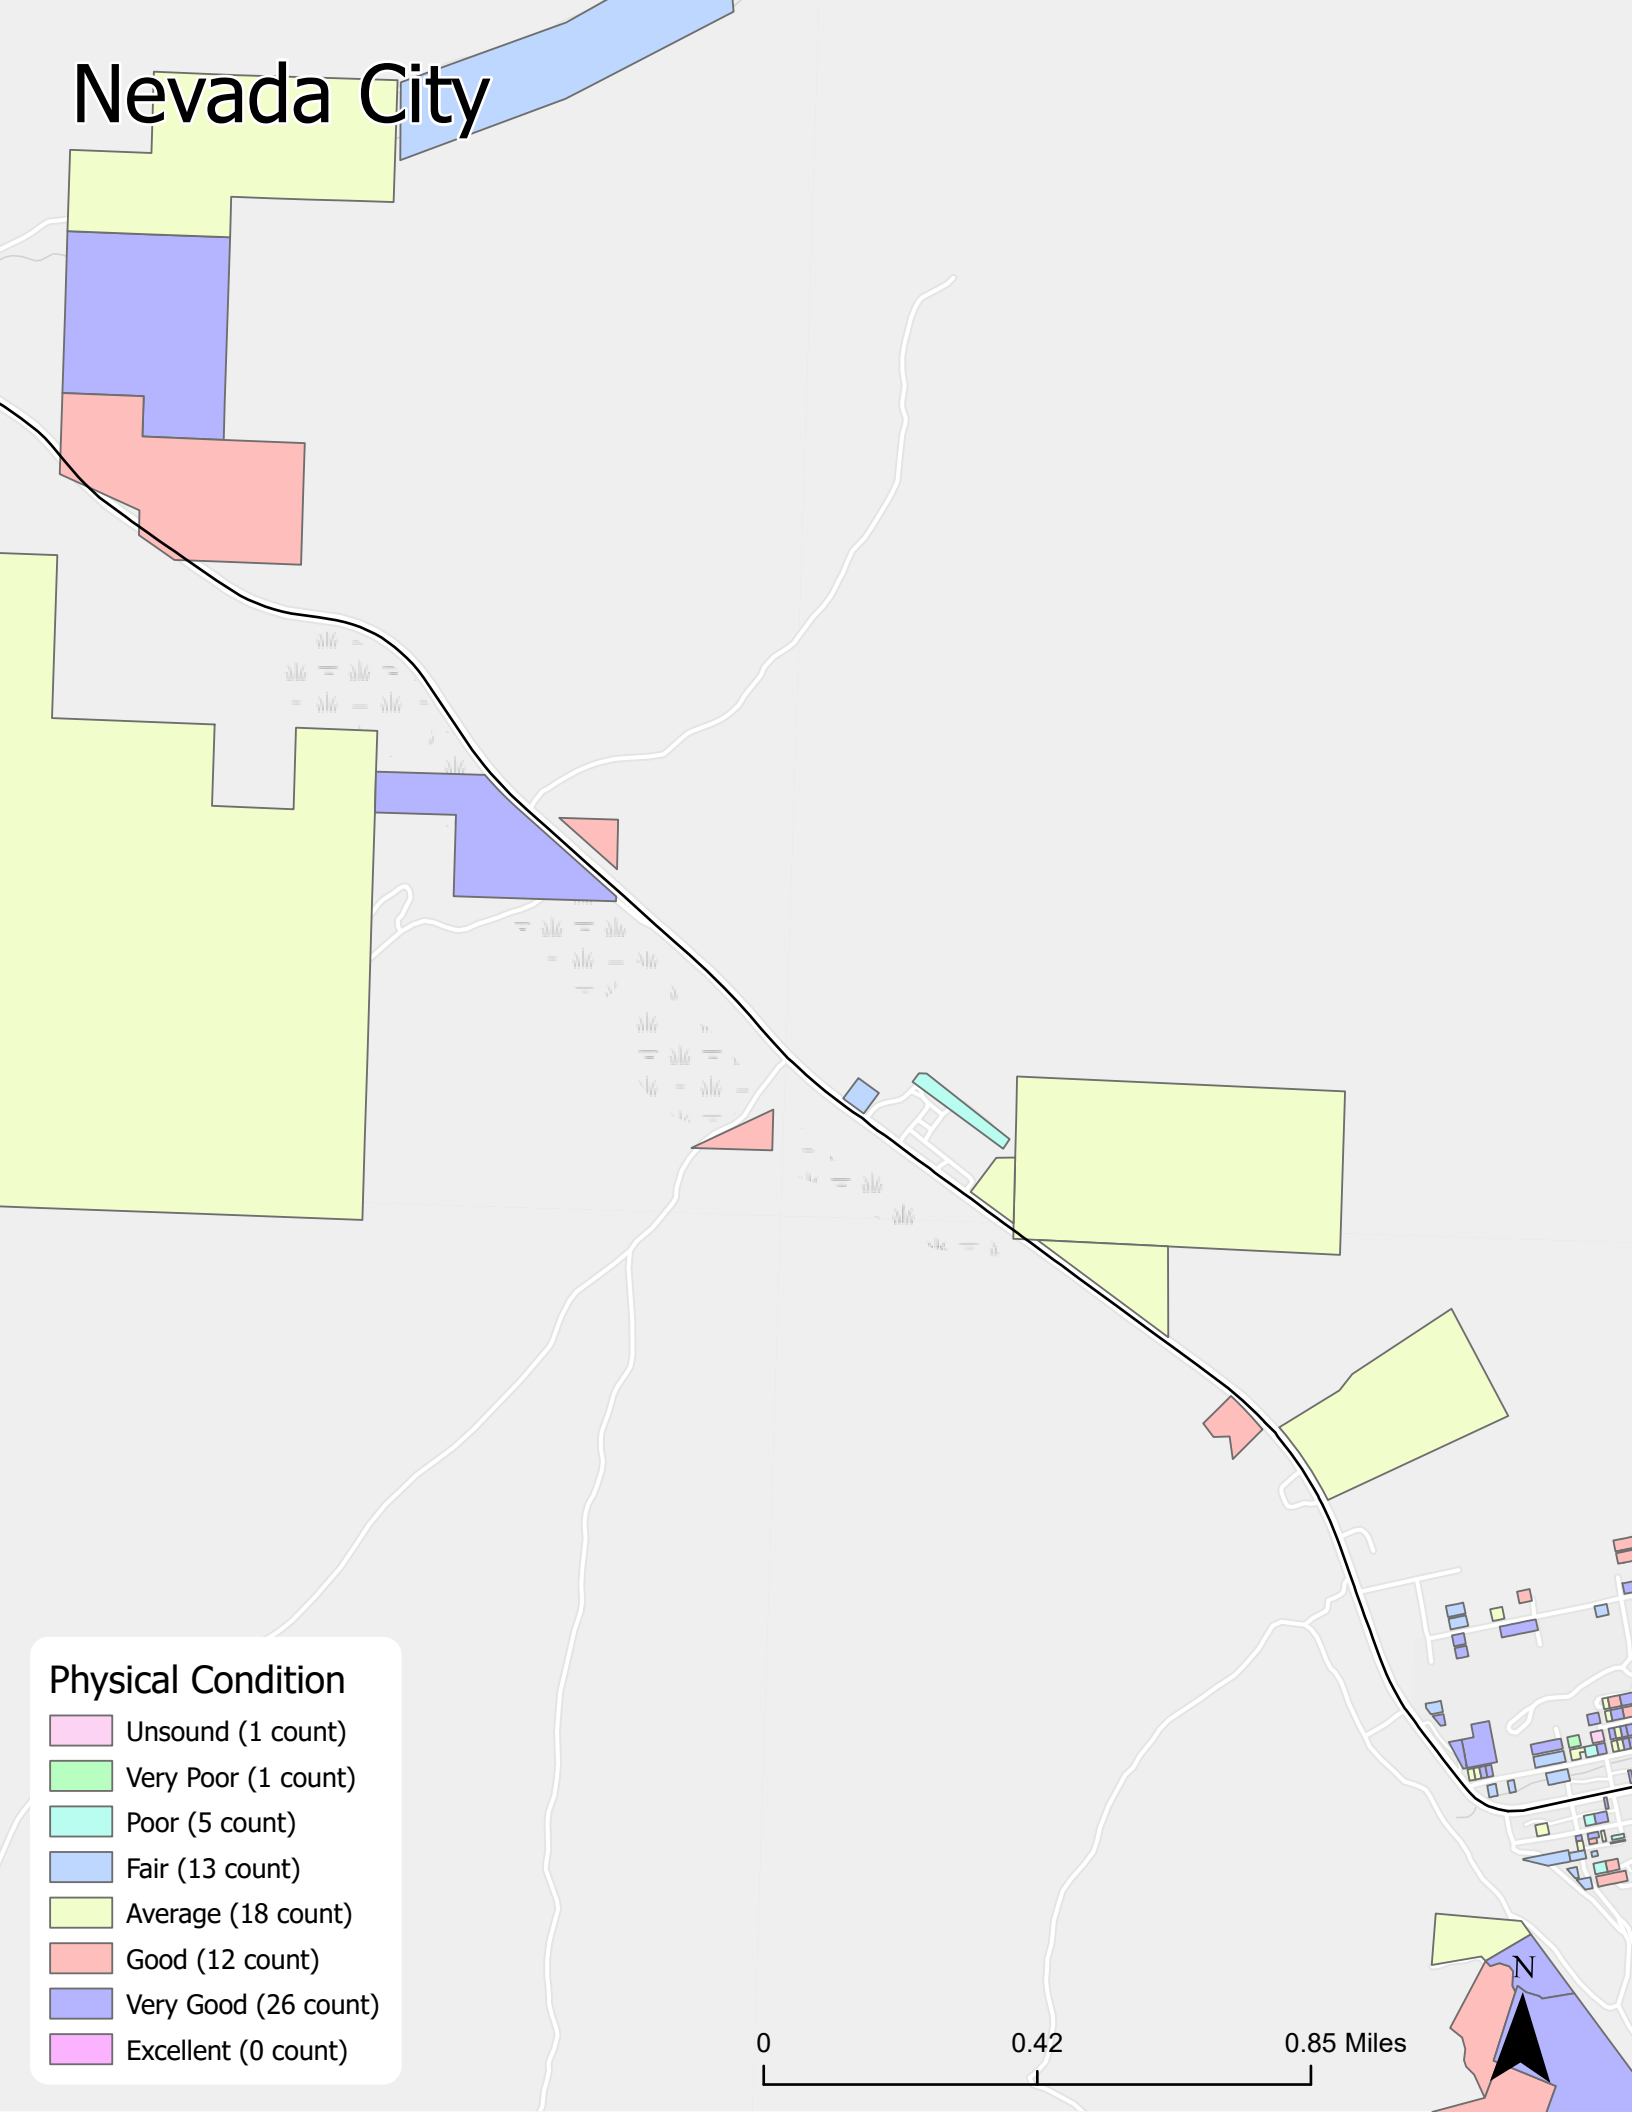 Nevada City
Physical Condition
Unsound (1 count)
Very Poor (1 count)
Poor (5 count)
Fair (13 count)
Average (18 count)
Good (12 count)
Very Good (26 count)
Excellent (0 count)
N
0 0.42 0.85 Miles